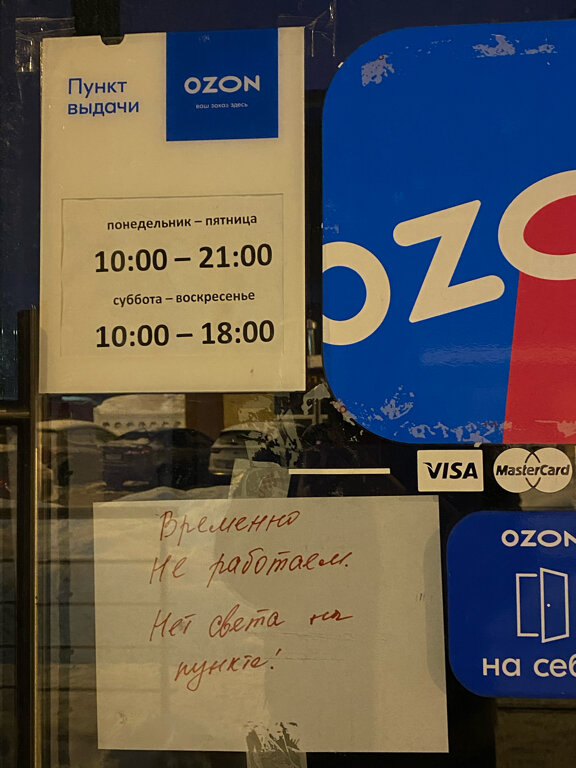 Пункт
выдачи
OZON
ваш заказ здесь
понедельник – пятница
10:00 – 21:00
суббота – воскресенье
10:00 – 18:00
OZO
VISA
MasterCard
Временно
Не работаем.
Нет света на
пункте!
OZON
на себ